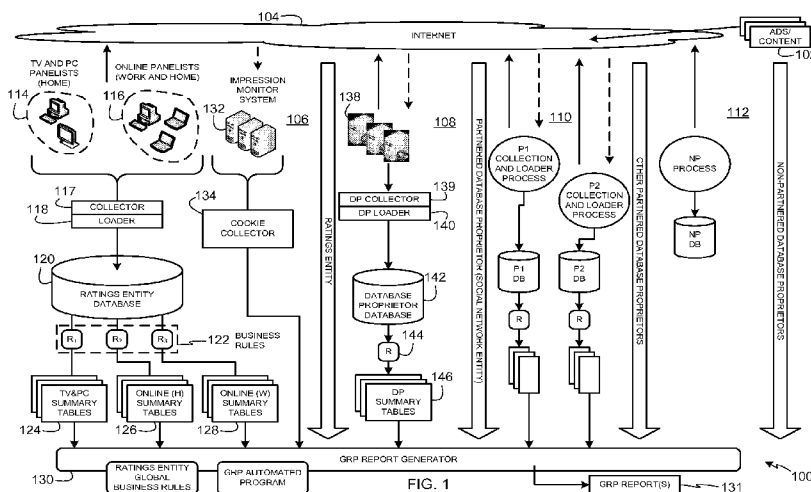 104
INTERNET
ADS/
CONTENT
102
TV AND PC
PANELISTS
(HOME)
114
ONLINE PANELISTS
(WORK AND HOME)
116
IMPRESSION
MONITOR
SYSTEM
132
106
138
108
110
112
P1
COLLECTION
AND LOADER
PROCESS
P2
COLLECTION
AND LOADER
PROCESS
NP
PROCESS
117
COLLECTOR
118
LOADER
134
COOKIE
COLLECTOR
DP COLLECTOR
139
DP LOADER
140
NP
DB
120
RATINGS ENTITY
DATABASE
142
DATABASE
PROPRIETOR
DATABASE
P1
DB
P2
DB
R1
R2
R3
122
BUSINESS
RULES
R
144
R
R
TV&PC
SUMMARY
TABLES
124
ONLINE (H)
SUMMARY
TABLES
126
ONLINE (W)
SUMMARY
TABLES
128
DP
SUMMARY
TABLES
146
RATINGS ENTITY
PARTNERED DATABASE
PROPRIETOR (SOCIAL NETWORK ENTITY)
OTHER PARTNERED DATABASE
PROPRIETORS
NON-PARTNERED DATABASE PROPRIETORS
GRP REPORT GENERATOR
130
RATINGS ENTITY
GLOBAL
BUSINESS RULES
GRP AUTOMATED
PROGRAM
FIG. 1
GRP REPORT(S)
131
100